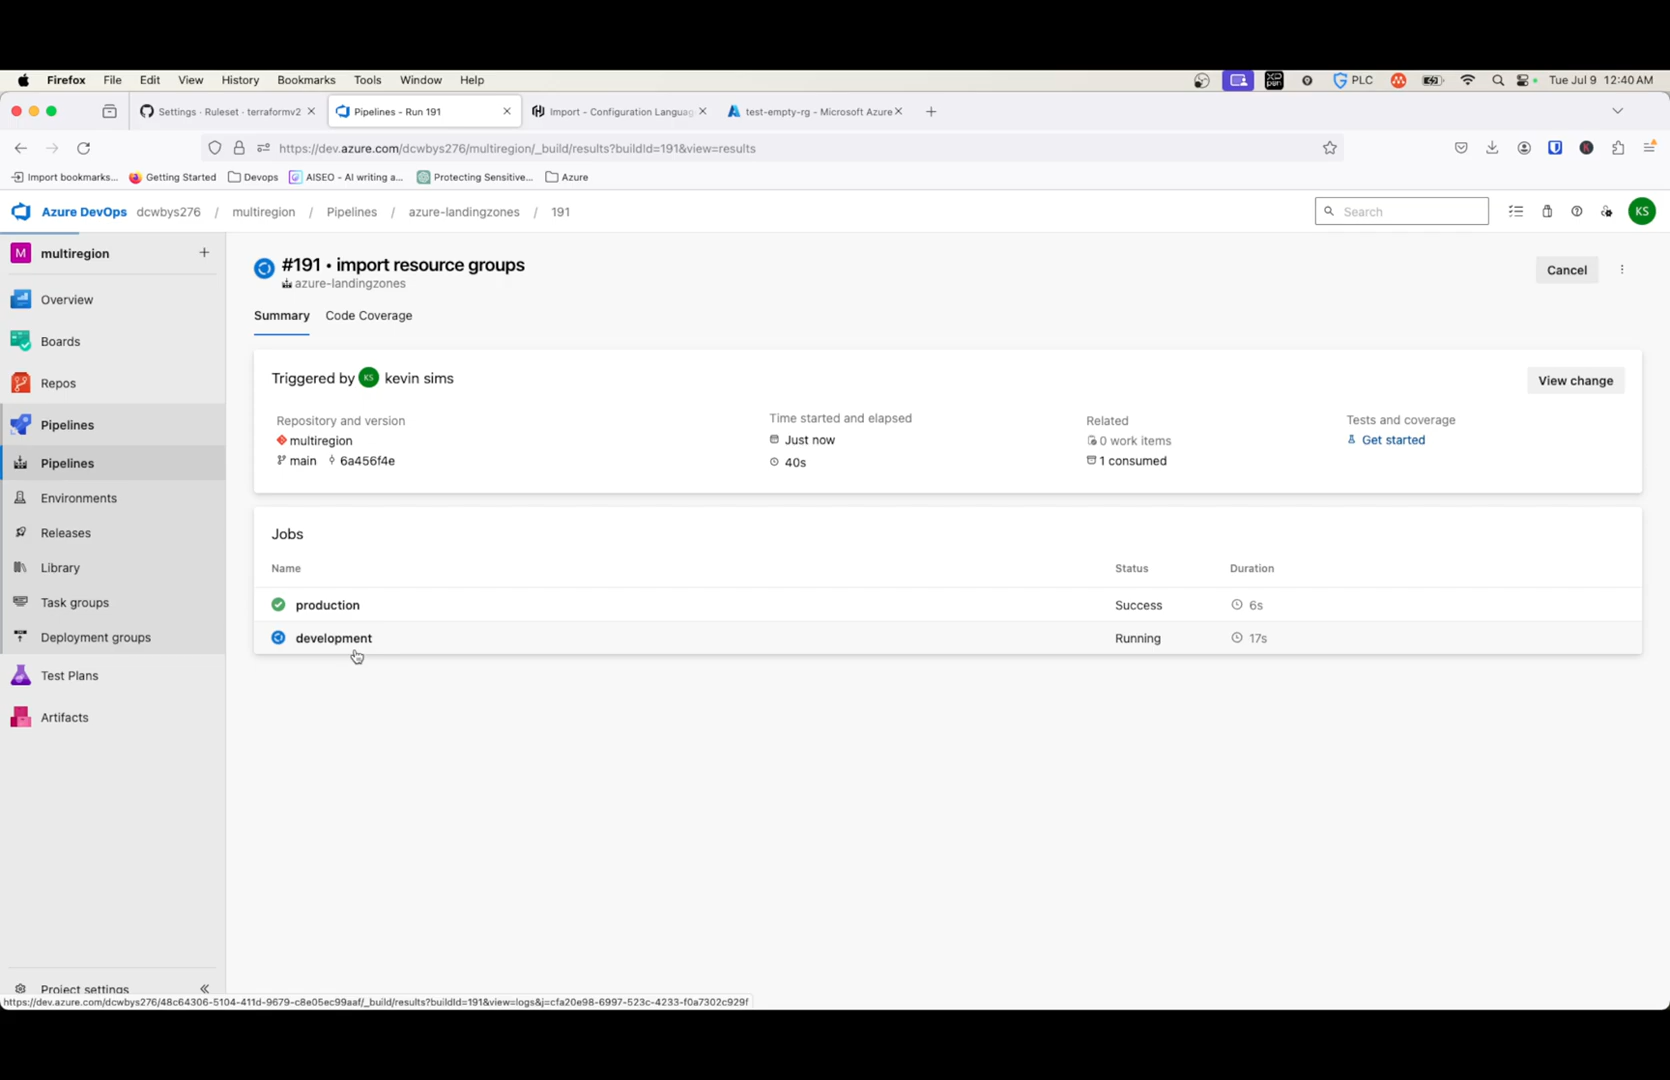 Firefox File Edit View History Bookmarks Tools Window Help PLC Tue Jul 9 12:40 AM
Settings · Ruleset · terraformv2 Pipelines - Run 191 Import - Configuration Languag test-empty-rg - Microsoft Azure
https://dev.azure.com/dcwbys276/multiregion/_build/results?buildId=191&view=results
Import bookmarks... Getting Started Devops AISEO - AI writing a... Protecting Sensitive... Azure
Azure DevOps dcwbys276 / multiregion / Pipelines / azure-landingzones / 191 Search KS
M multiregion +
Overview
Boards
Repos
Pipelines
Pipelines
Environments
Releases
Library
Task groups
Deployment groups
Test Plans
Artifacts
Project settings
#191 • import resource groups
azure-landingzones
Cancel
Summary Code Coverage
Triggered by KS kevin sims
View change
Repository and version
multiregion
main 6a456f4e
Time started and elapsed
Just now
40s
Related
0 work items
1 consumed
Tests and coverage
Get started
Jobs
Name Status Duration
production Success 6s
development Running 17s
https://dev.azure.com/dcwbys276/48c64306-5104-411d-9679-c8e05ec99aaf/_build/results?buildId=191&view=logs&j=cfa20e98-6997-523c-4233-f0a7302c929f